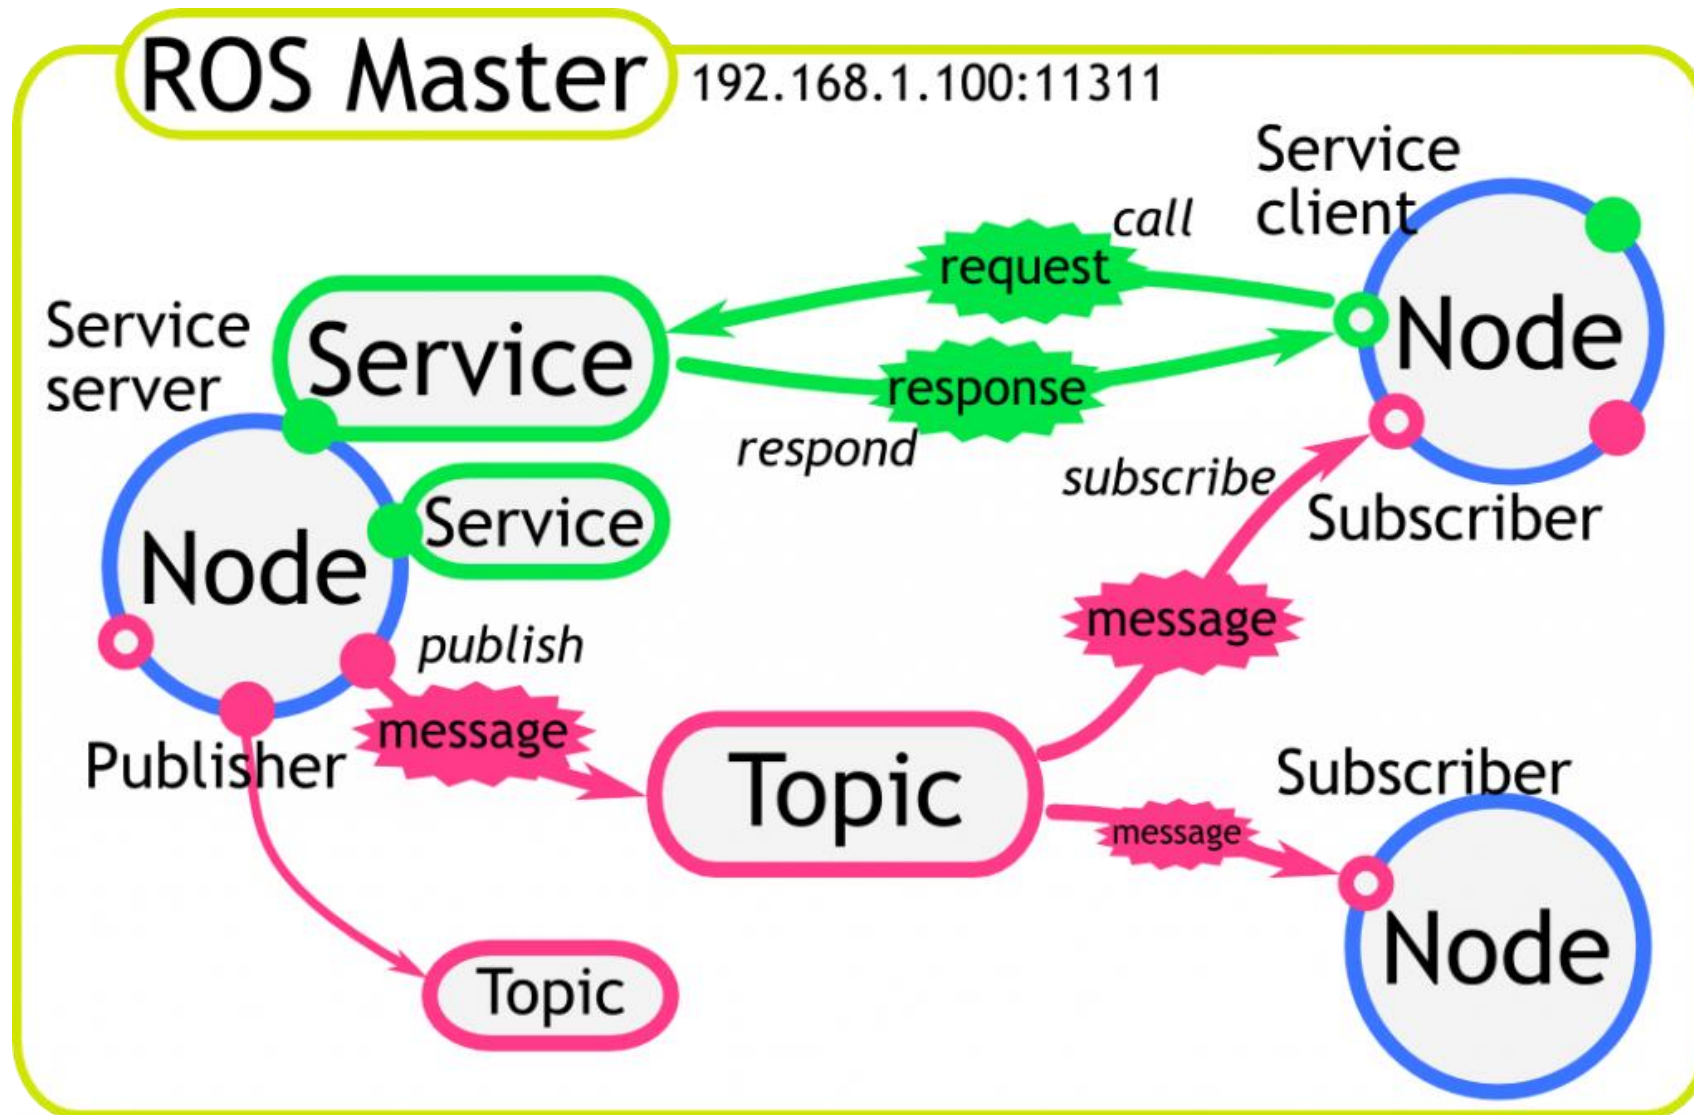 ROS Master
192.168.1.100:11311
Service
client
call
request
Node
Service
server
Service
response
respond
subscribe
Subscriber
Service
Node
publish
message
message
Publisher
Topic
Subscriber
message
Node
Topic